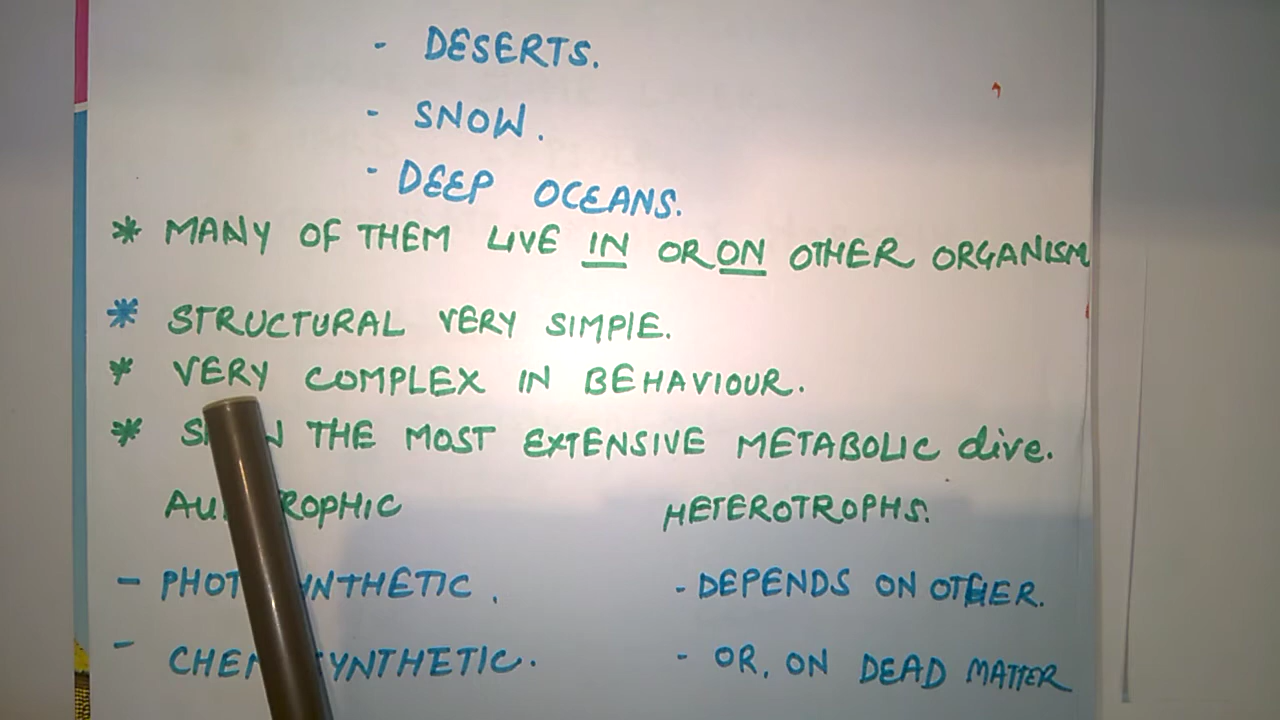 - DESERTS.
- SNOW.
- DEEP OCEANS.
* MANY OF THEM LIVE IN OR ON OTHER ORGANISM
* STRUCTURAL VERY SIMPLE.
* VERY COMPLEX IN BEHAVIOUR.
* THE MOST EXTENSIVE METABOLIC dive.
HETEROTROPHS.
- DEPENDS ON OTHER.
- OR, ON DEAD MATTER